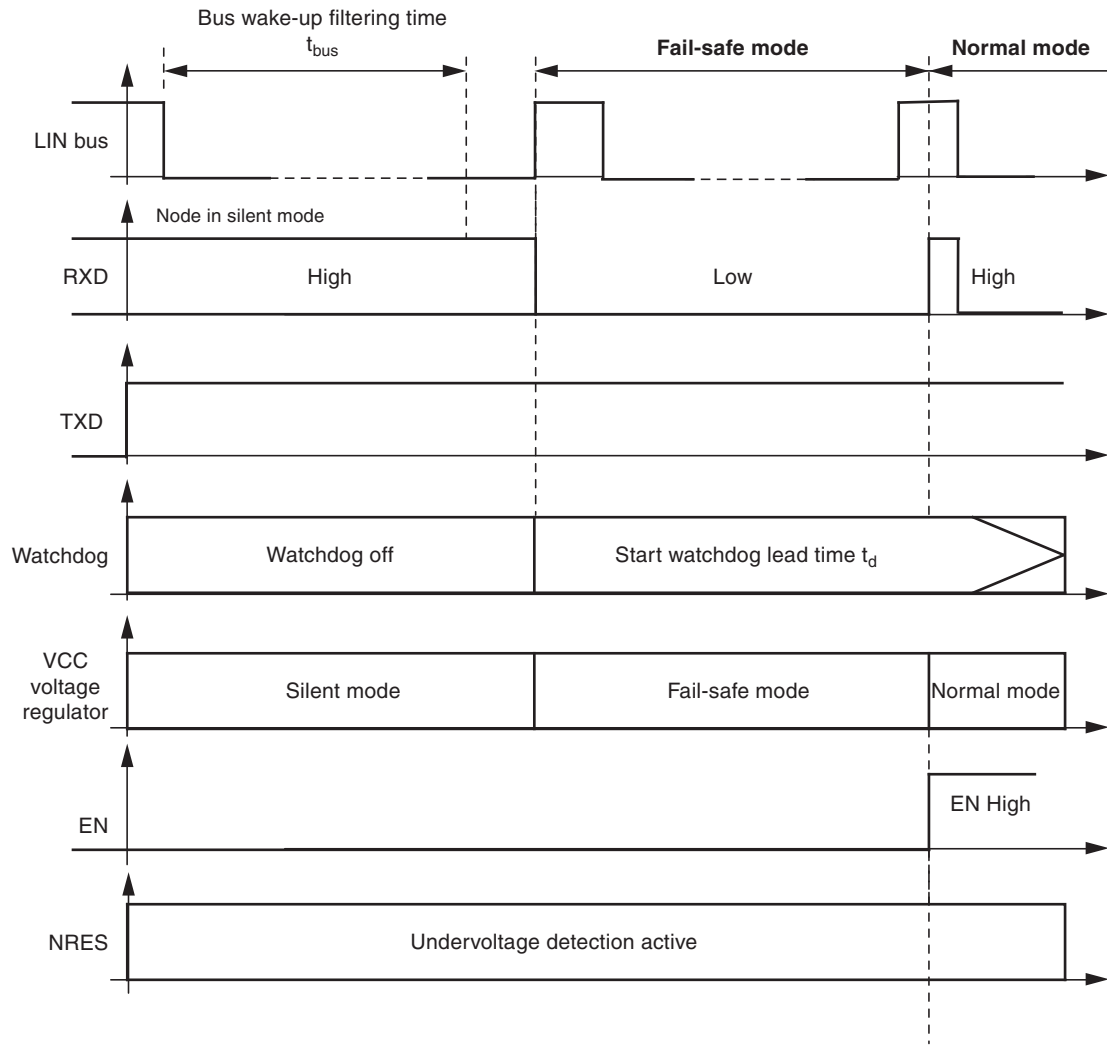 Bus wake-up filtering time
t_bus
Fail-safe mode
Normal mode
LIN bus
Node in silent mode
RXD
High
Low
High
TXD
Watchdog
Watchdog off
Start watchdog lead time t_d
VCC
voltage
regulator
Silent mode
Fail-safe mode
Normal mode
EN
EN High
NRES
Undervoltage detection active